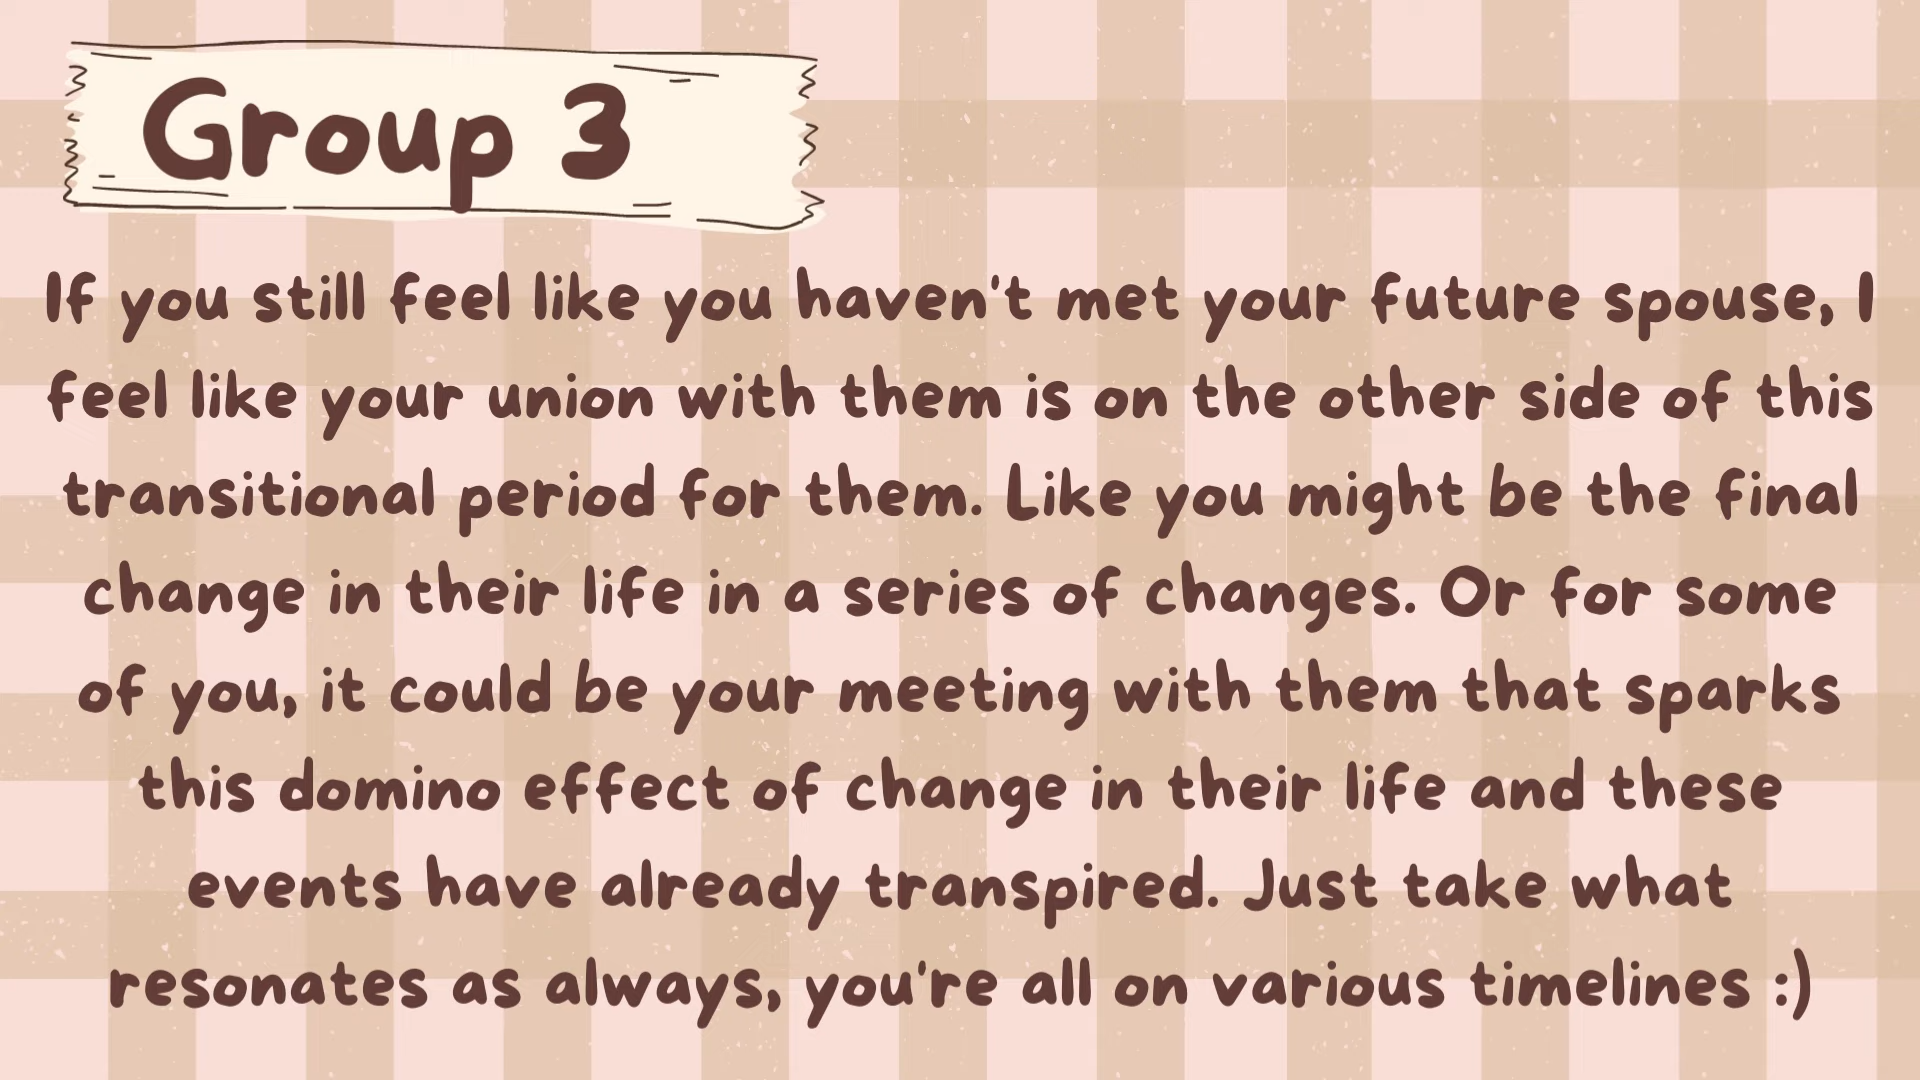 Group 3
If you still feel like you haven't met your future spouse, I
feel like your union with them is on the other side of this
transitional period for them. Like you might be the final
change in their life in a series of changes. Or for some
of you, it could be your meeting with them that sparks
this domino effect of change in their life and these
events have already transpired. Just take what
resonates as always, you're all on various timelines :)